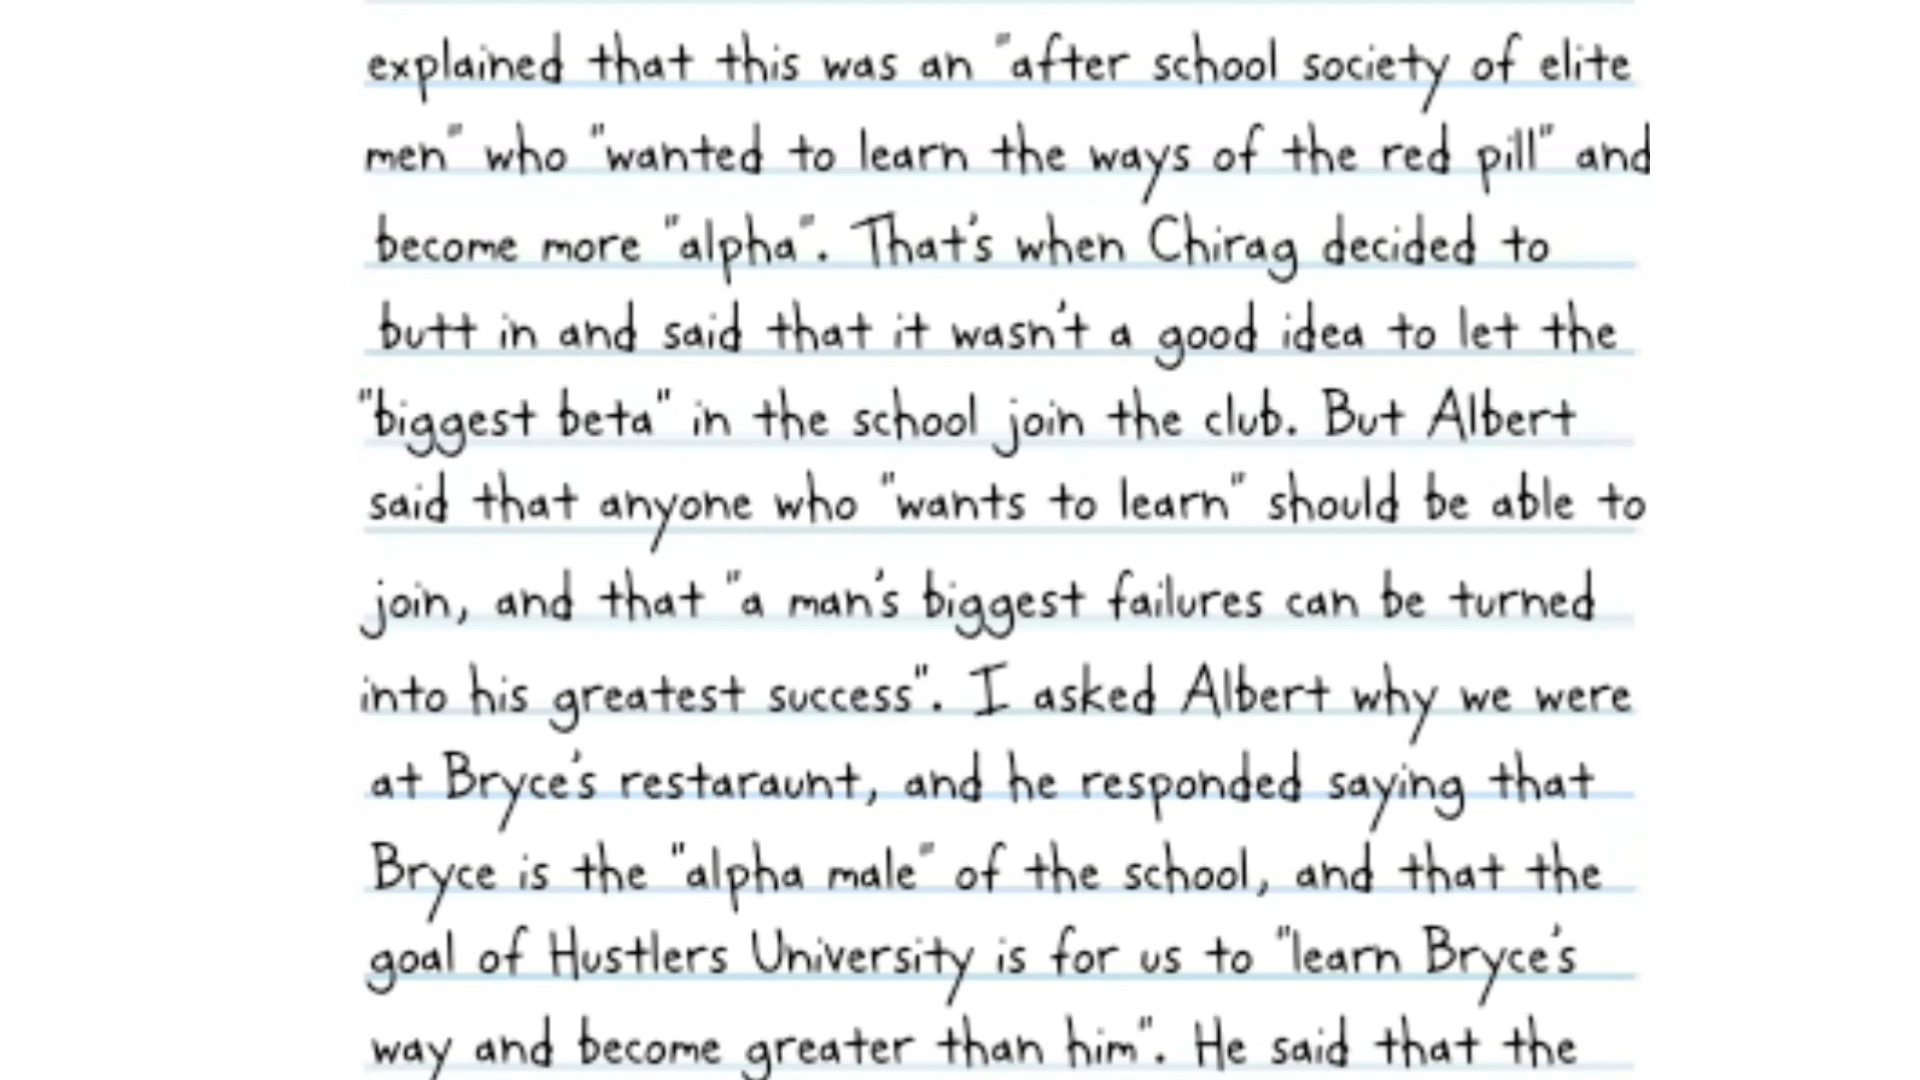 explained that this was an "after school society of elite
men" who "wanted to learn the ways of the red pill" and
become more "alpha". That's when Chirag decided to
butt in and said that it wasn't a good idea to let the
"biggest beta" in the school join the club. But Albert
said that anyone who "wants to learn" should be able to
join, and that "a man's biggest failures can be turned
into his greatest success". I asked Albert why we were
at Bryce's restaraunt, and he responded saying that
Bryce is the "alpha male" of the school, and that the
goal of Hustlers University is for us to "learn Bryce's
way and become greater than him". He said that the